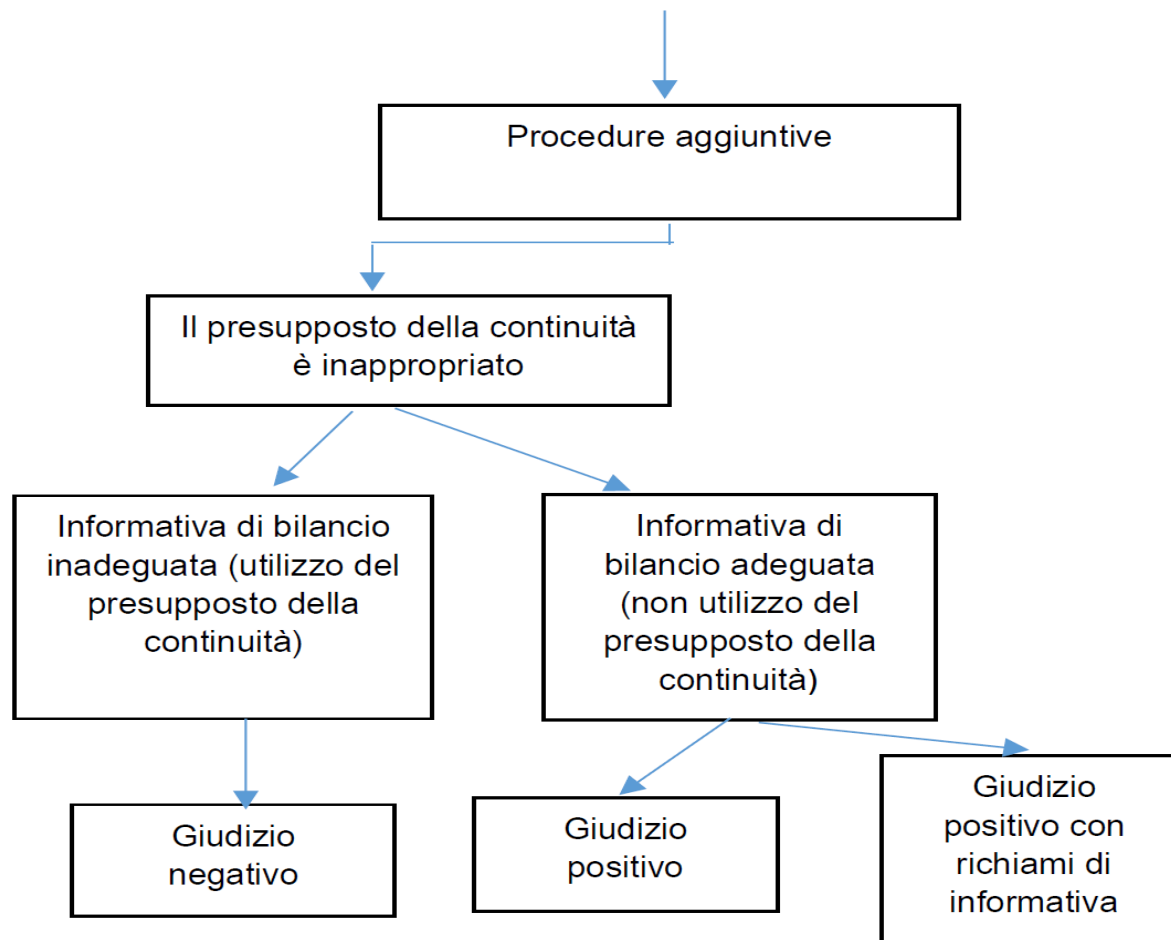 Procedure aggiuntive
Il presupposto della continuità
è inappropriato
Informativa di bilancio
inadeguata (utilizzo del
presupposto della
continuità)
Informativa di
bilancio adeguata
(non utilizzo del
presupposto della
continuità)
Giudizio
negativo
Giudizio
positivo
Giudizio
positivo con
richiami di
informativa